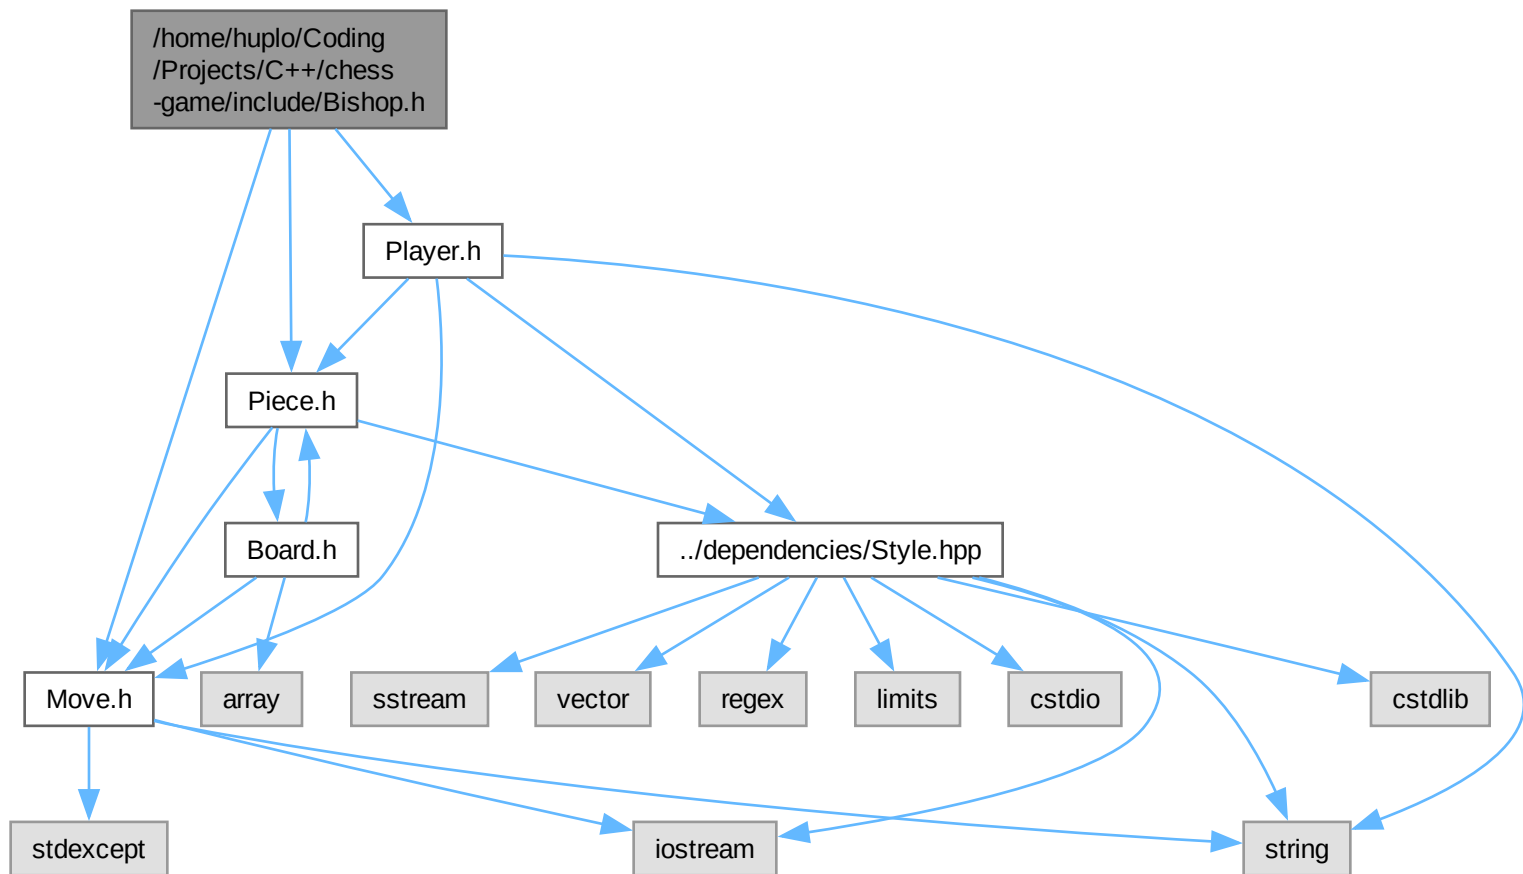 /home/huplo/Coding
/Projects/C++/chess
-game/include/Bishop.h
Player.h
Piece.h
Board.h
../dependencies/Style.hpp
Move.h
array
sstream
vector
regex
limits
cstdio
cstdlib
stdexcept
iostream
string